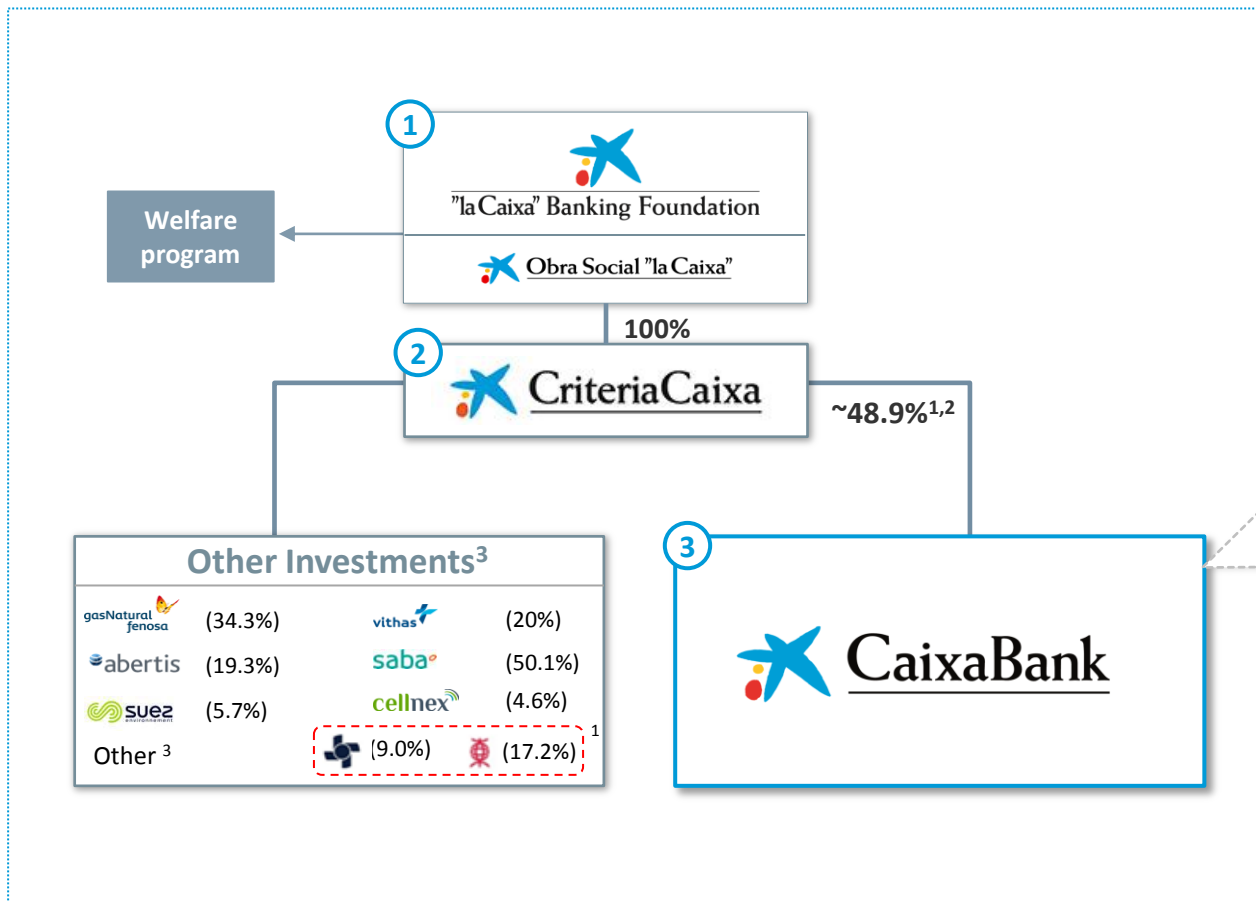 1
"la Caixa" Banking Foundation
Obra Social "la Caixa"
Welfare
program
100%
2
CriteriaCaixa
~48.9%1,2
Other Investments3
gasNatural
fenosa
(34.3%)
vithas
(20%)
abertis
(19.3%)
saba
(50.1%)
suez
environnement
(5.7%)
cellnex
(4.6%)
Other 3
(9.0%)
(17.2%)
1
3
CaixaBank